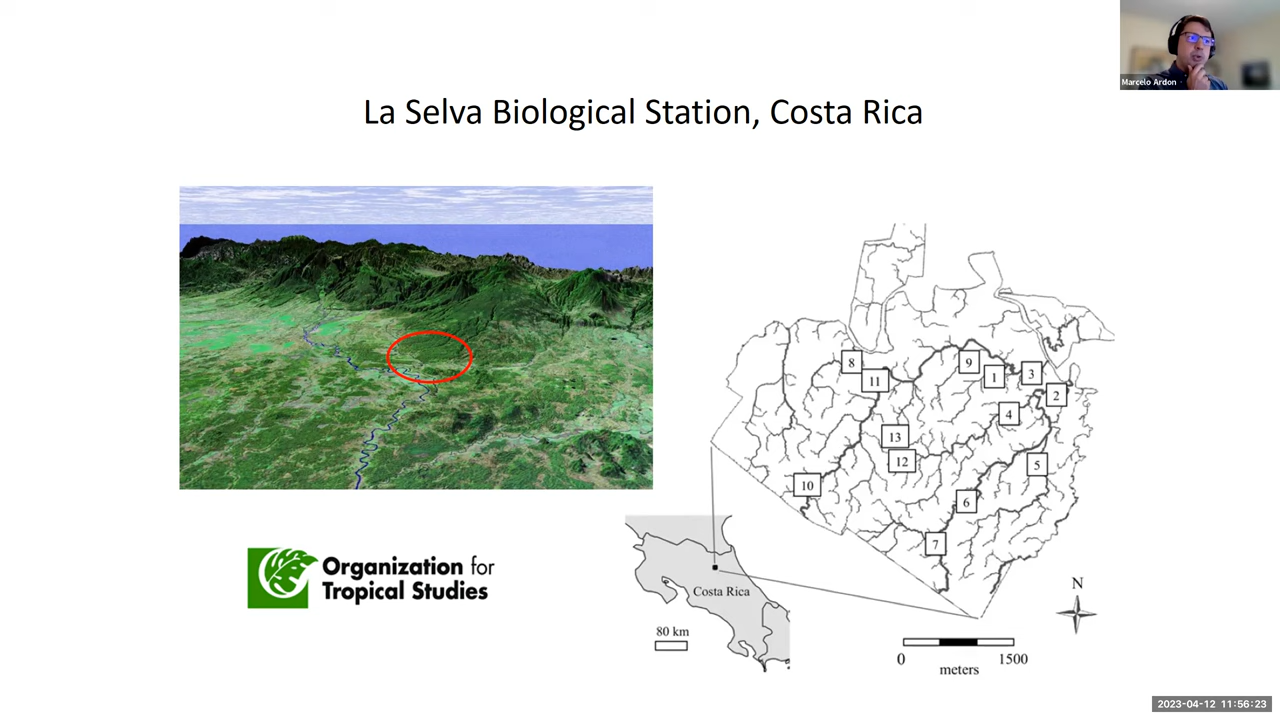 Marcelo Ardon
La Selva Biological Station, Costa Rica
8
11
9
1
3
2
4
13
12
5
10
6
7
Organization for
Tropical Studies
Costa Rica
80 km
N
0
1500
meters
2023-04-12 11:56:23